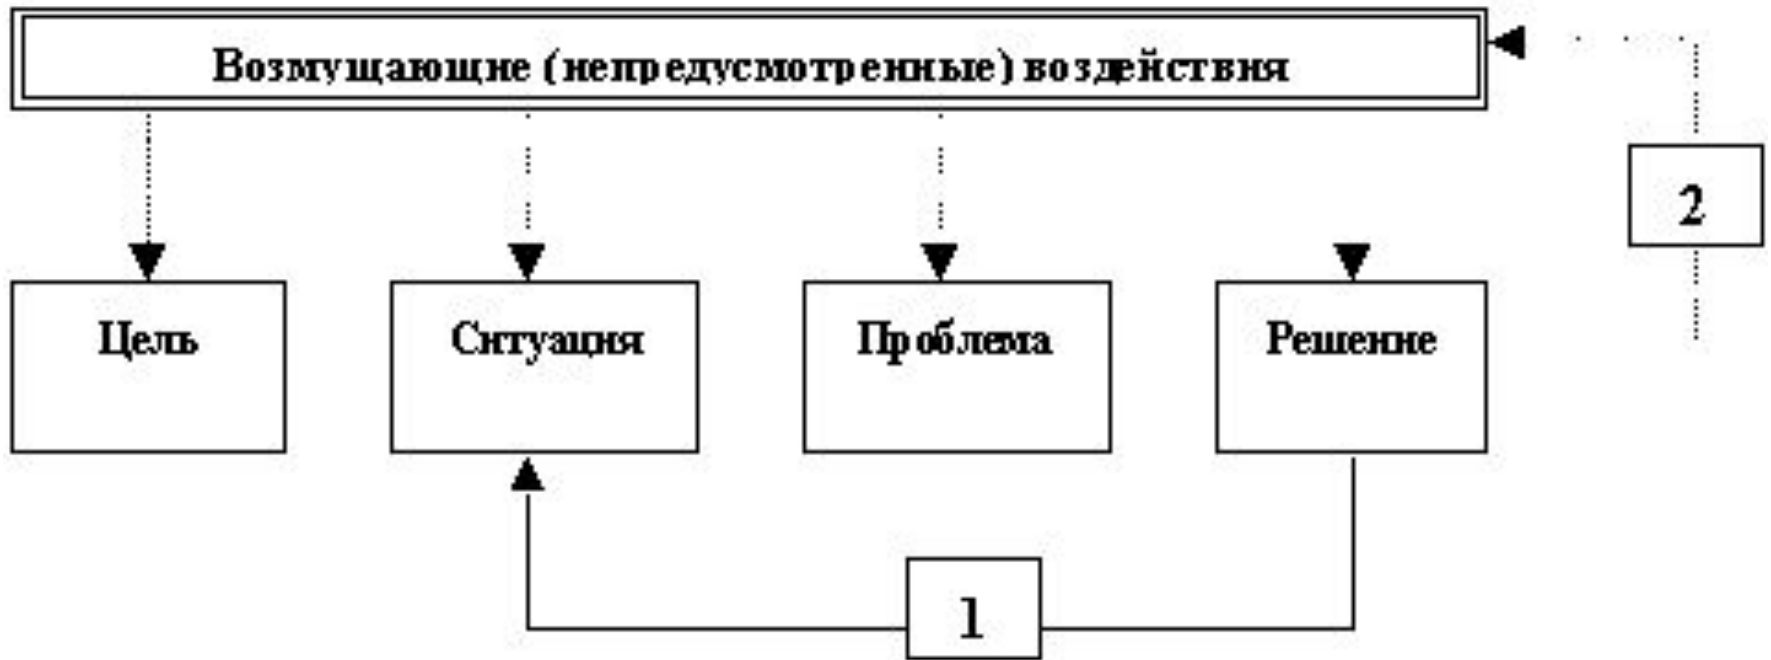 Возмущающие (непредусмотренные) воздействия
2
Цель
Ситуация
Проблема
Решение
1